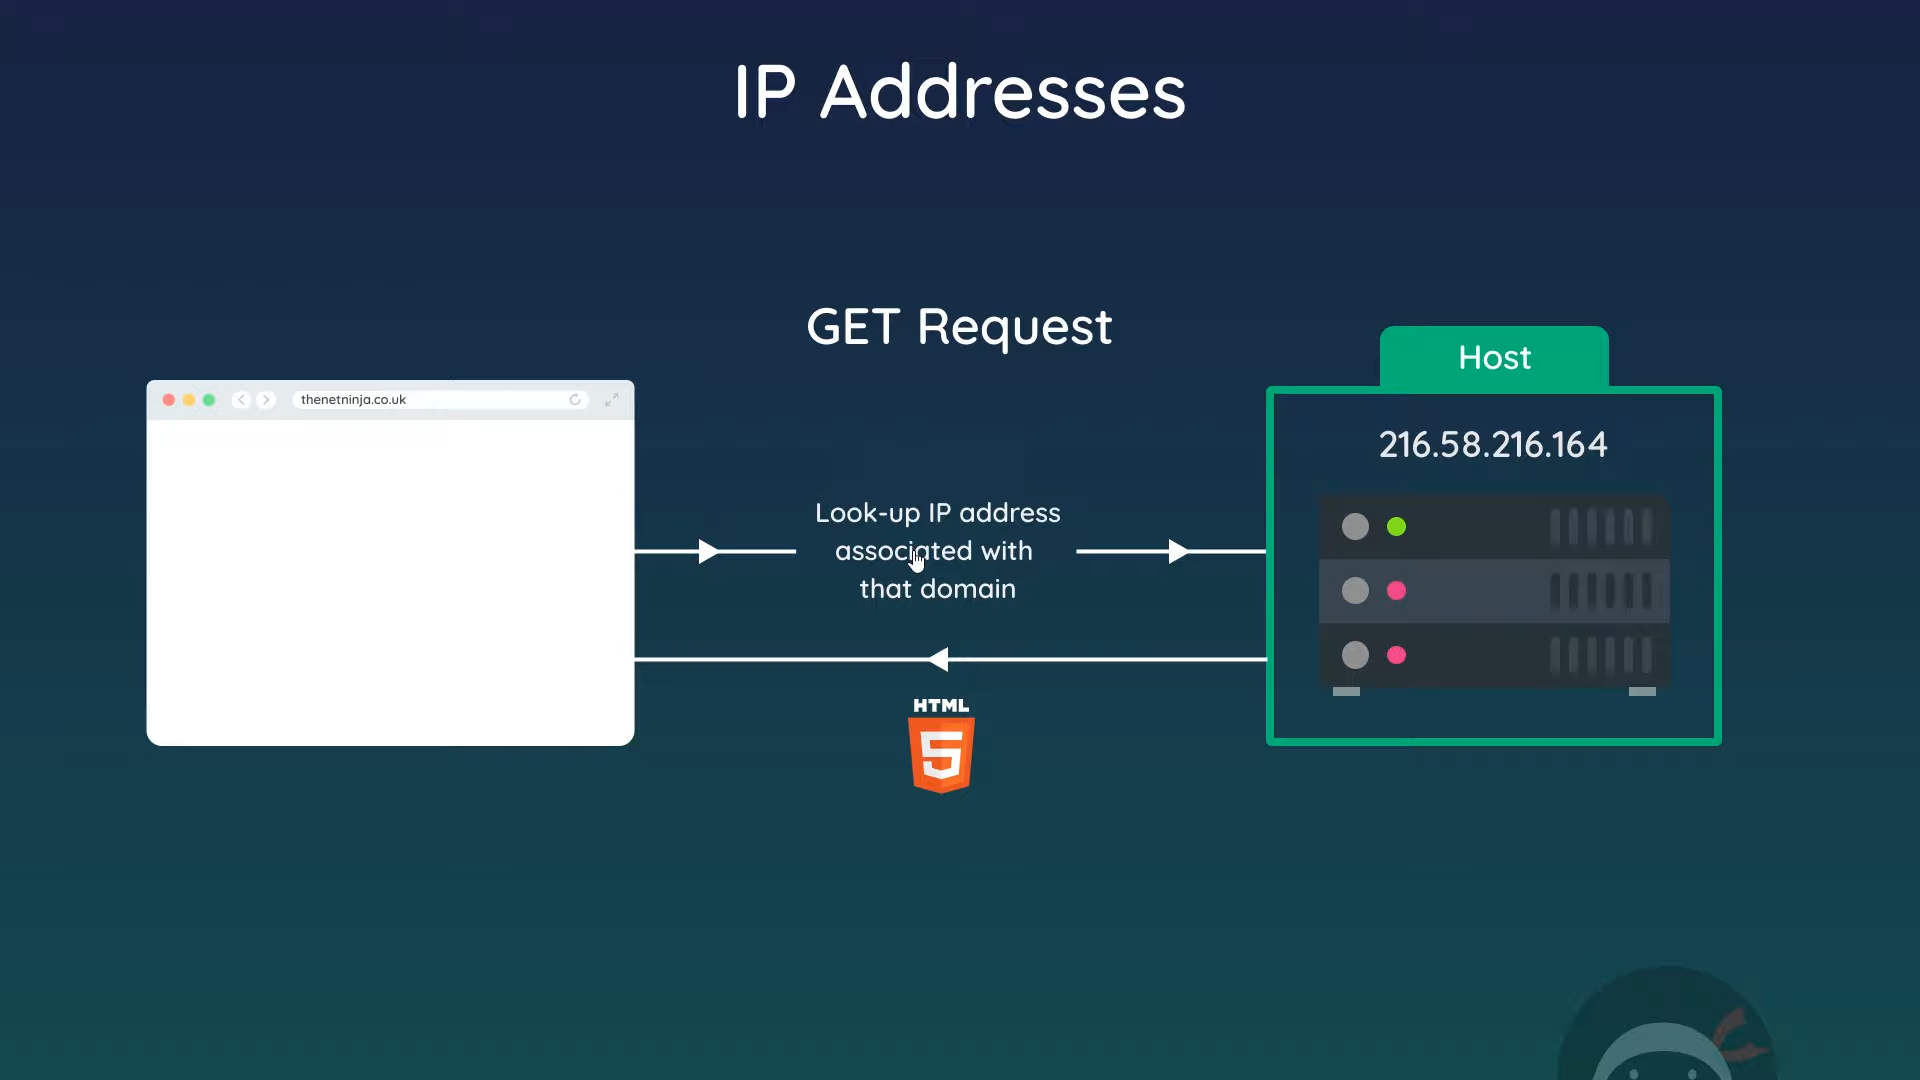 IP Addresses
GET Request
Host
thenetninja.co.uk
216.58.216.164
Look-up IP address
associated with
that domain
HTML
5